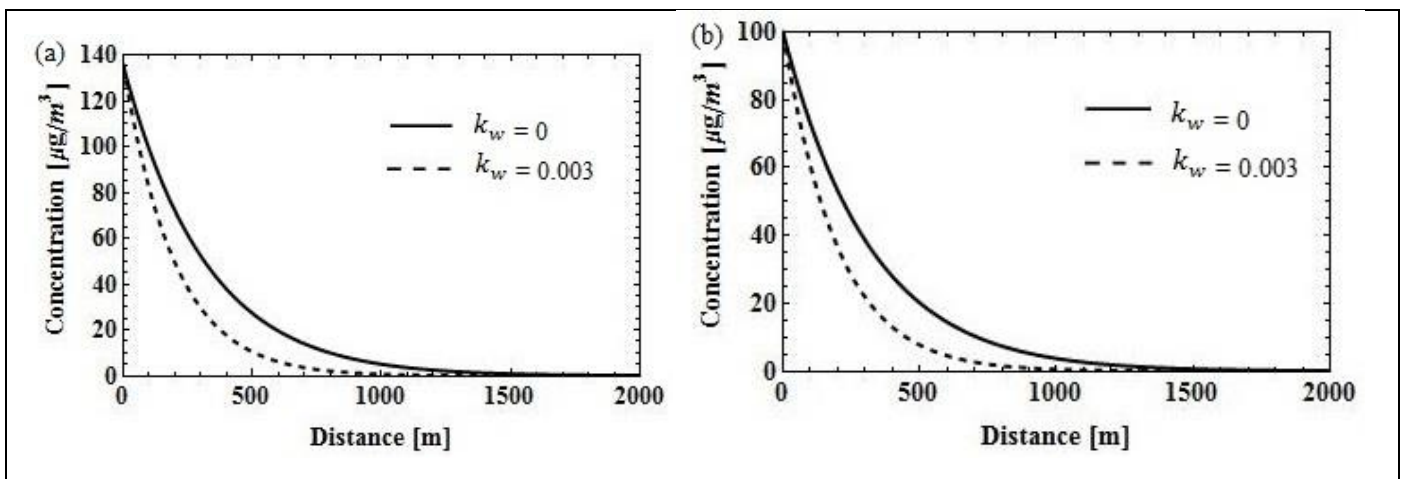 (a)
140
120
100
80
60
40
20
0
Concentration [μg/m³]
k_w = 0
k_w = 0.003
0 500 1000 1500 2000
Distance [m]
(b)
100
80
60
40
20
0
Concentration [μg/m³]
k_w = 0
k_w = 0.003
0 500 1000 1500 2000
Distance [m]